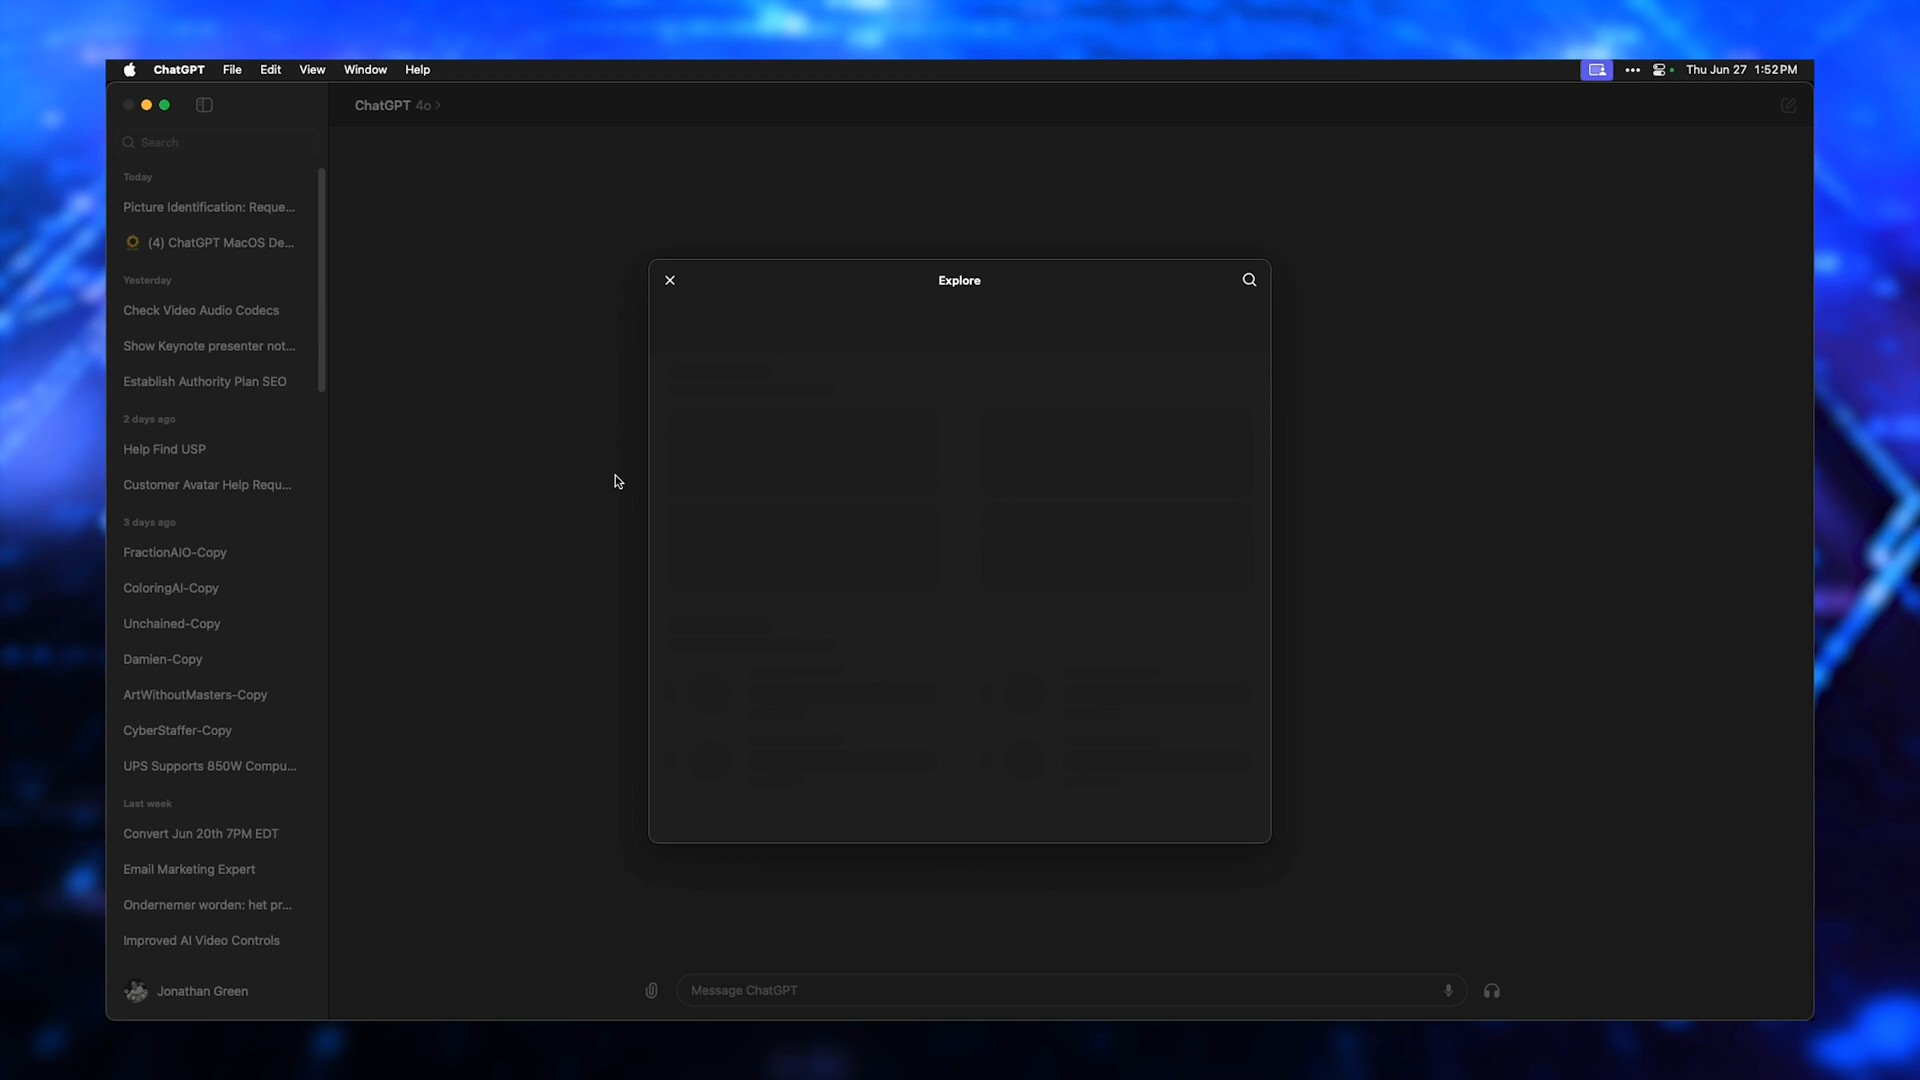 ChatGPT File Edit View Window Help
Thu Jun 27 1:52 PM
ChatGPT 4o >
Search
Today
Picture Identification: Reque...
(4) ChatGPT MacOS De...
Yesterday
Check Video Audio Codecs
Show Keynote presenter not...
Establish Authority Plan SEO
2 days ago
Help Find USP
Customer Avatar Help Requ...
3 days ago
FractionAIO-Copy
ColoringAI-Copy
Unchained-Copy
Damien-Copy
ArtWithoutMasters-Copy
CyberStaffer-Copy
UPS Supports 850W Compu...
Last week
Convert Jun 20th 7PM EDT
Email Marketing Expert
Ondernemer worden: het pr...
Improved AI Video Controls
Jonathan Green
Explore
Message ChatGPT